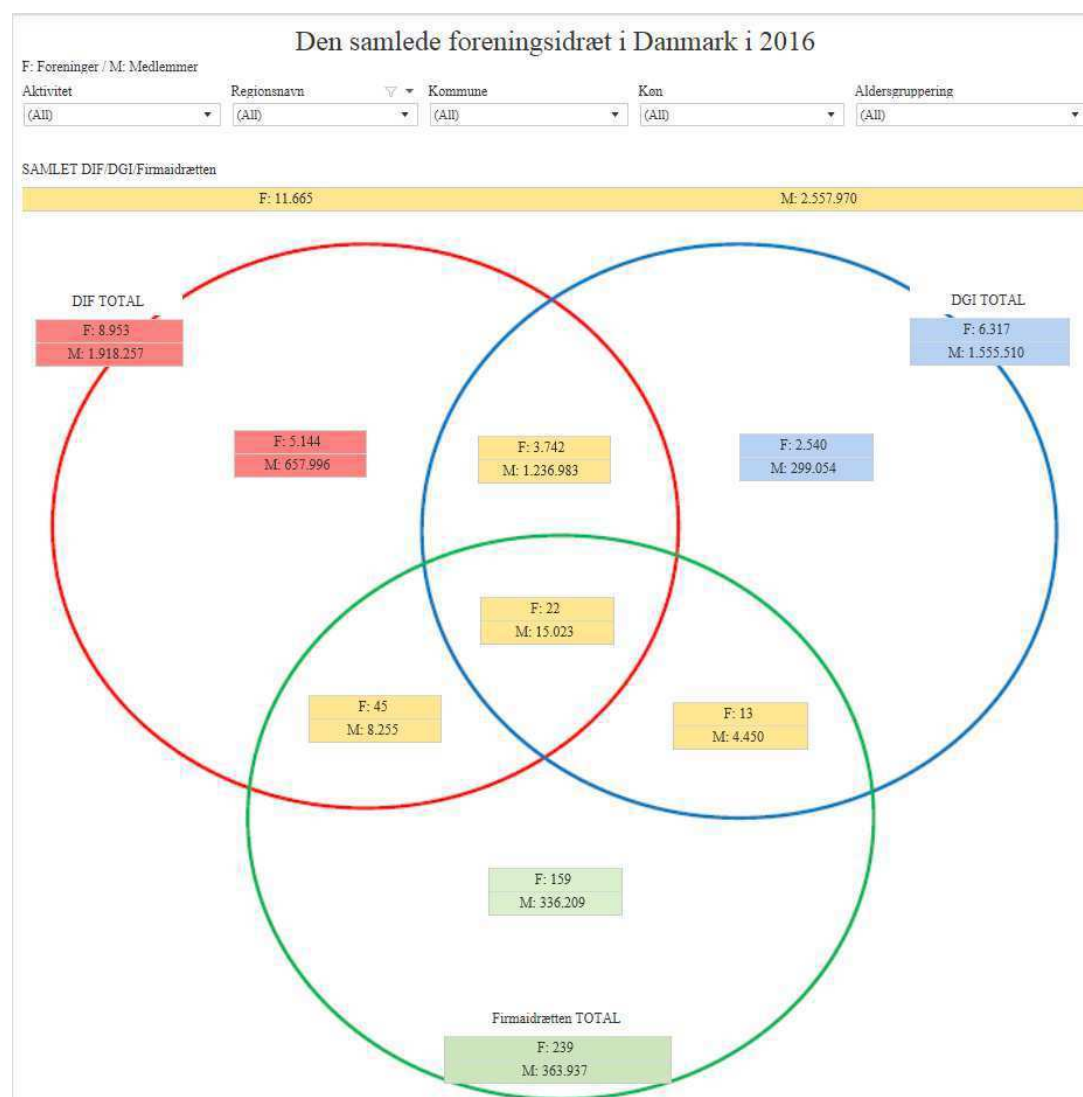 Den samlede foreningsidræt i Danmark i 2016
F: Foreninger / M: Medlemmer
Aktivitet Regionsnavn Kommune Køn Aldersgruppering
(All) (All) (All) (All) (All)
SAMLET DIF/DGI/Firmaidrætten
F: 11.665 M: 2.557.970
DIF TOTAL DGI TOTAL
F: 8.953 F: 6.317
M: 1.918.257 M: 1.555.510
F: 5.144 F: 3.742 F: 2.540
M: 657.996 M: 1.236.983 M: 299.054
F: 22
M: 15.023
F: 45 F: 13
M: 8.255 M: 4.450
F: 159
M: 336.209
Firmaidrætten TOTAL
F: 239
M: 363.937